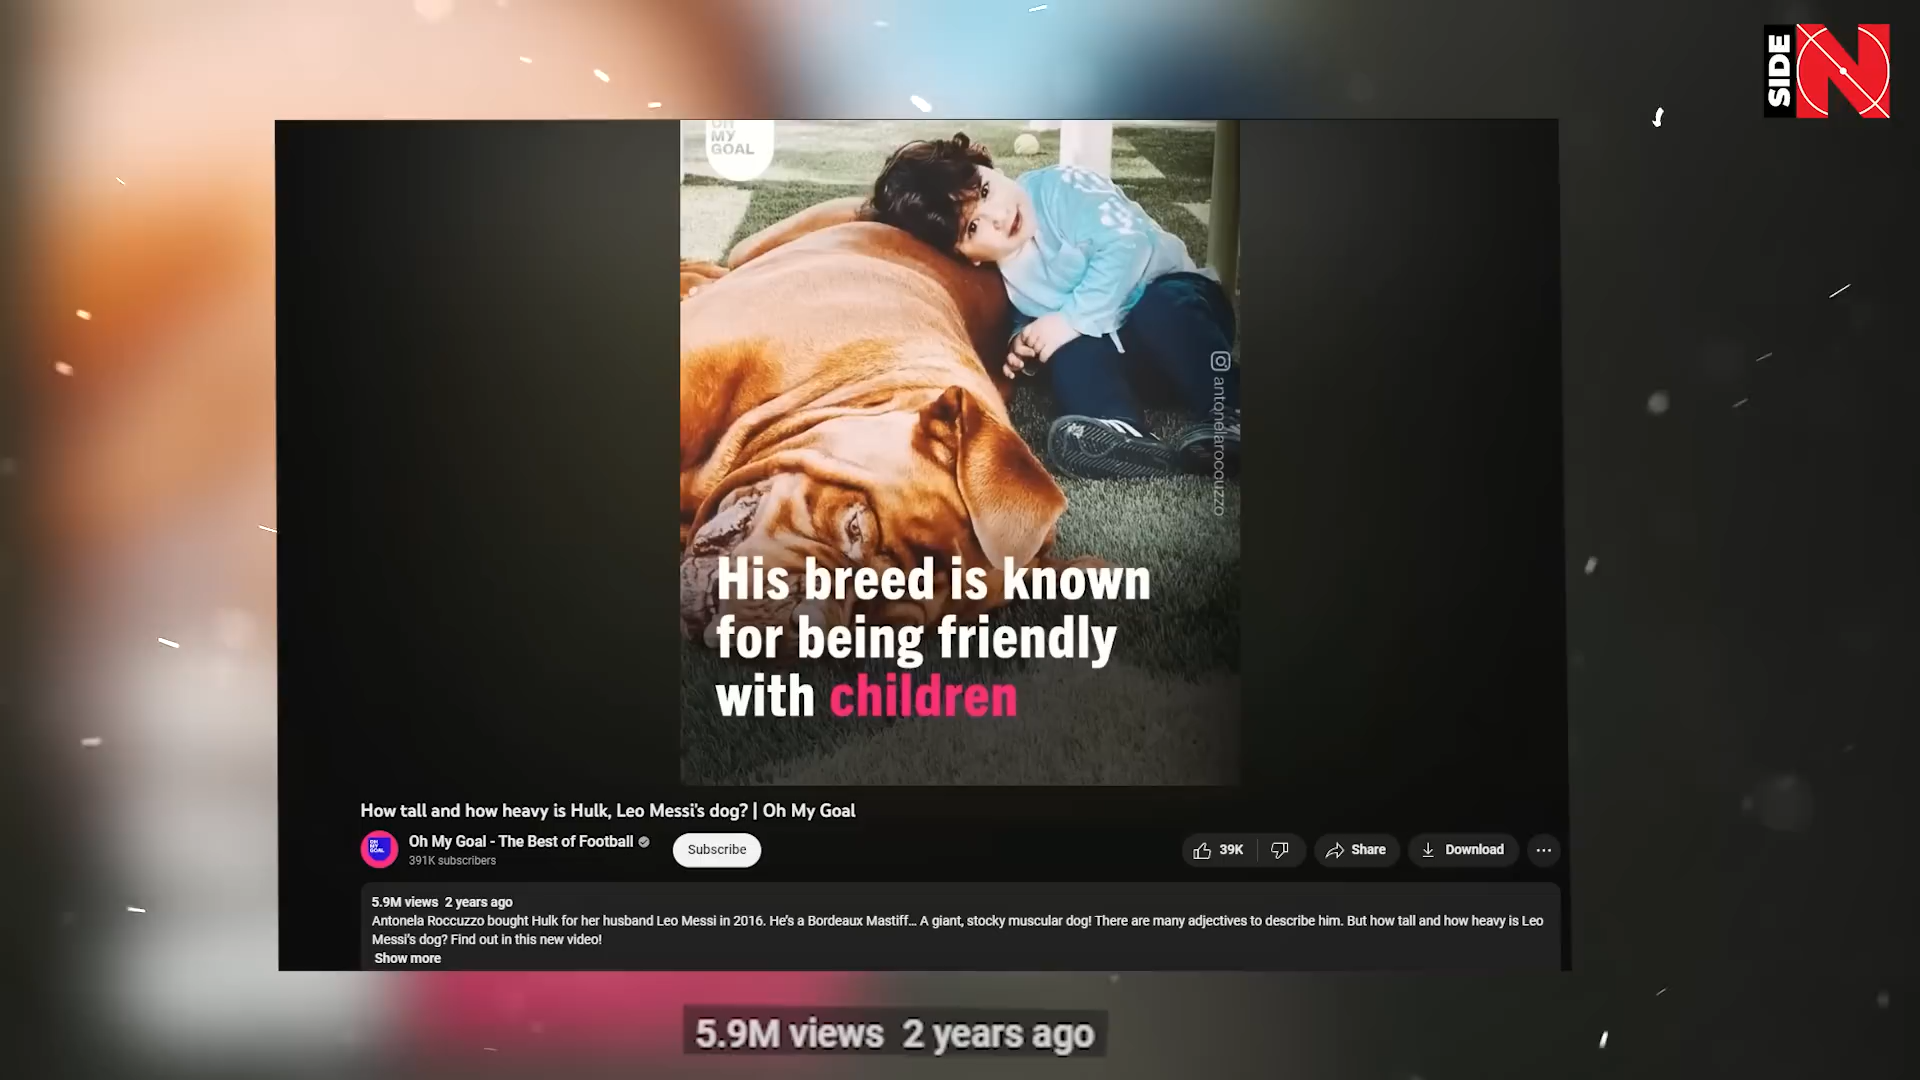 SIDE N
OH
MY
GOAL
antonelaroccuzzo
His breed is known
for being friendly
with children
How tall and how heavy is Hulk, Leo Messi's dog? | Oh My Goal
OH
MY
GOAL
Oh My Goal - The Best of Football
391K subscribers
Subscribe
39K
Share
Download
5.9M views 2 years ago
Antonela Roccuzzo bought Hulk for her husband Leo Messi in 2016. He's a Bordeaux Mastiff... A giant, stocky muscular dog! There are many adjectives to describe him. But how tall and how heavy is Leo
Messi's dog? Find out in this new video!
Show more
5.9M views 2 years ago